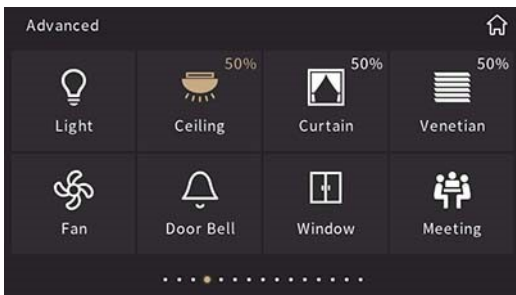 Advanced
50%
50%
50%
Light
Ceiling
Curtain
Venetian
Fan
Door Bell
Window
Meeting